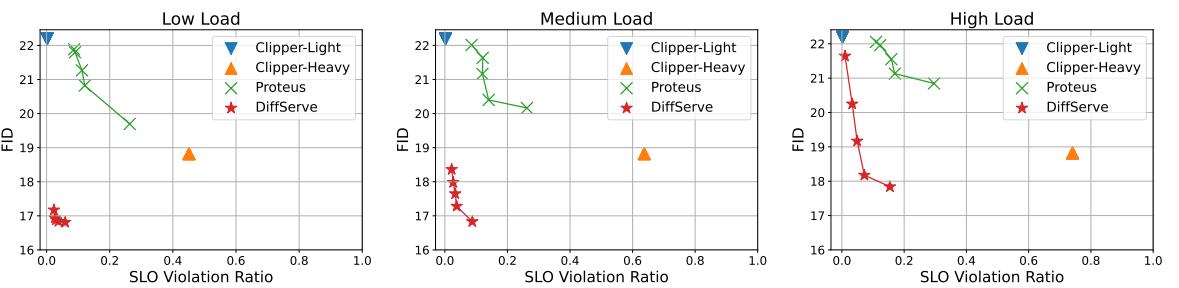 Low Load
FID
22
21
20
19
18
17
16
0.0 0.2 0.4 0.6 0.8 1.0
SLO Violation Ratio
Clipper-Light
Clipper-Heavy
Proteus
DiffServe
Medium Load
FID
22
21
20
19
18
17
16
0.0 0.2 0.4 0.6 0.8 1.0
SLO Violation Ratio
Clipper-Light
Clipper-Heavy
Proteus
DiffServe
High Load
FID
22
21
20
19
18
17
16
0.0 0.2 0.4 0.6 0.8 1.0
SLO Violation Ratio
Clipper-Light
Clipper-Heavy
Proteus
DiffServe